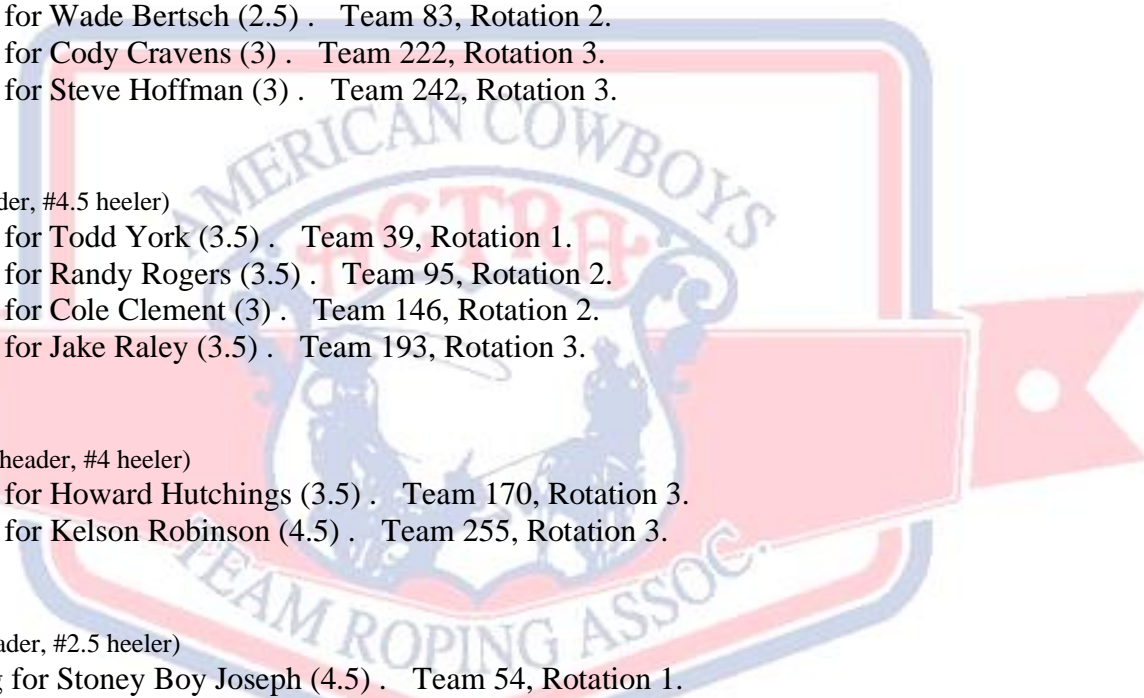 for Wade Bertsch (2.5) . Team 83, Rotation 2.
for Cody Cravens (3) . Team 222, Rotation 3.
for Steve Hoffman (3) . Team 242, Rotation 3.
AMERICAN COWBOYS
ACTRA
der, #4.5 heeler)
for Todd York (3.5) . Team 39, Rotation 1.
for Randy Rogers (3.5) . Team 95, Rotation 2.
for Cole Clement (3) . Team 146, Rotation 2.
for Jake Raley (3.5) . Team 193, Rotation 3.
header, #4 heeler)
for Howard Hutchings (3.5) . Team 170, Rotation 3.
for Kelson Robinson (4.5) . Team 255, Rotation 3.
TEAM ROPING ASSOC.
ader, #2.5 heeler)
g for Stoney Boy Joseph (4.5) . Team 54, Rotation 1.